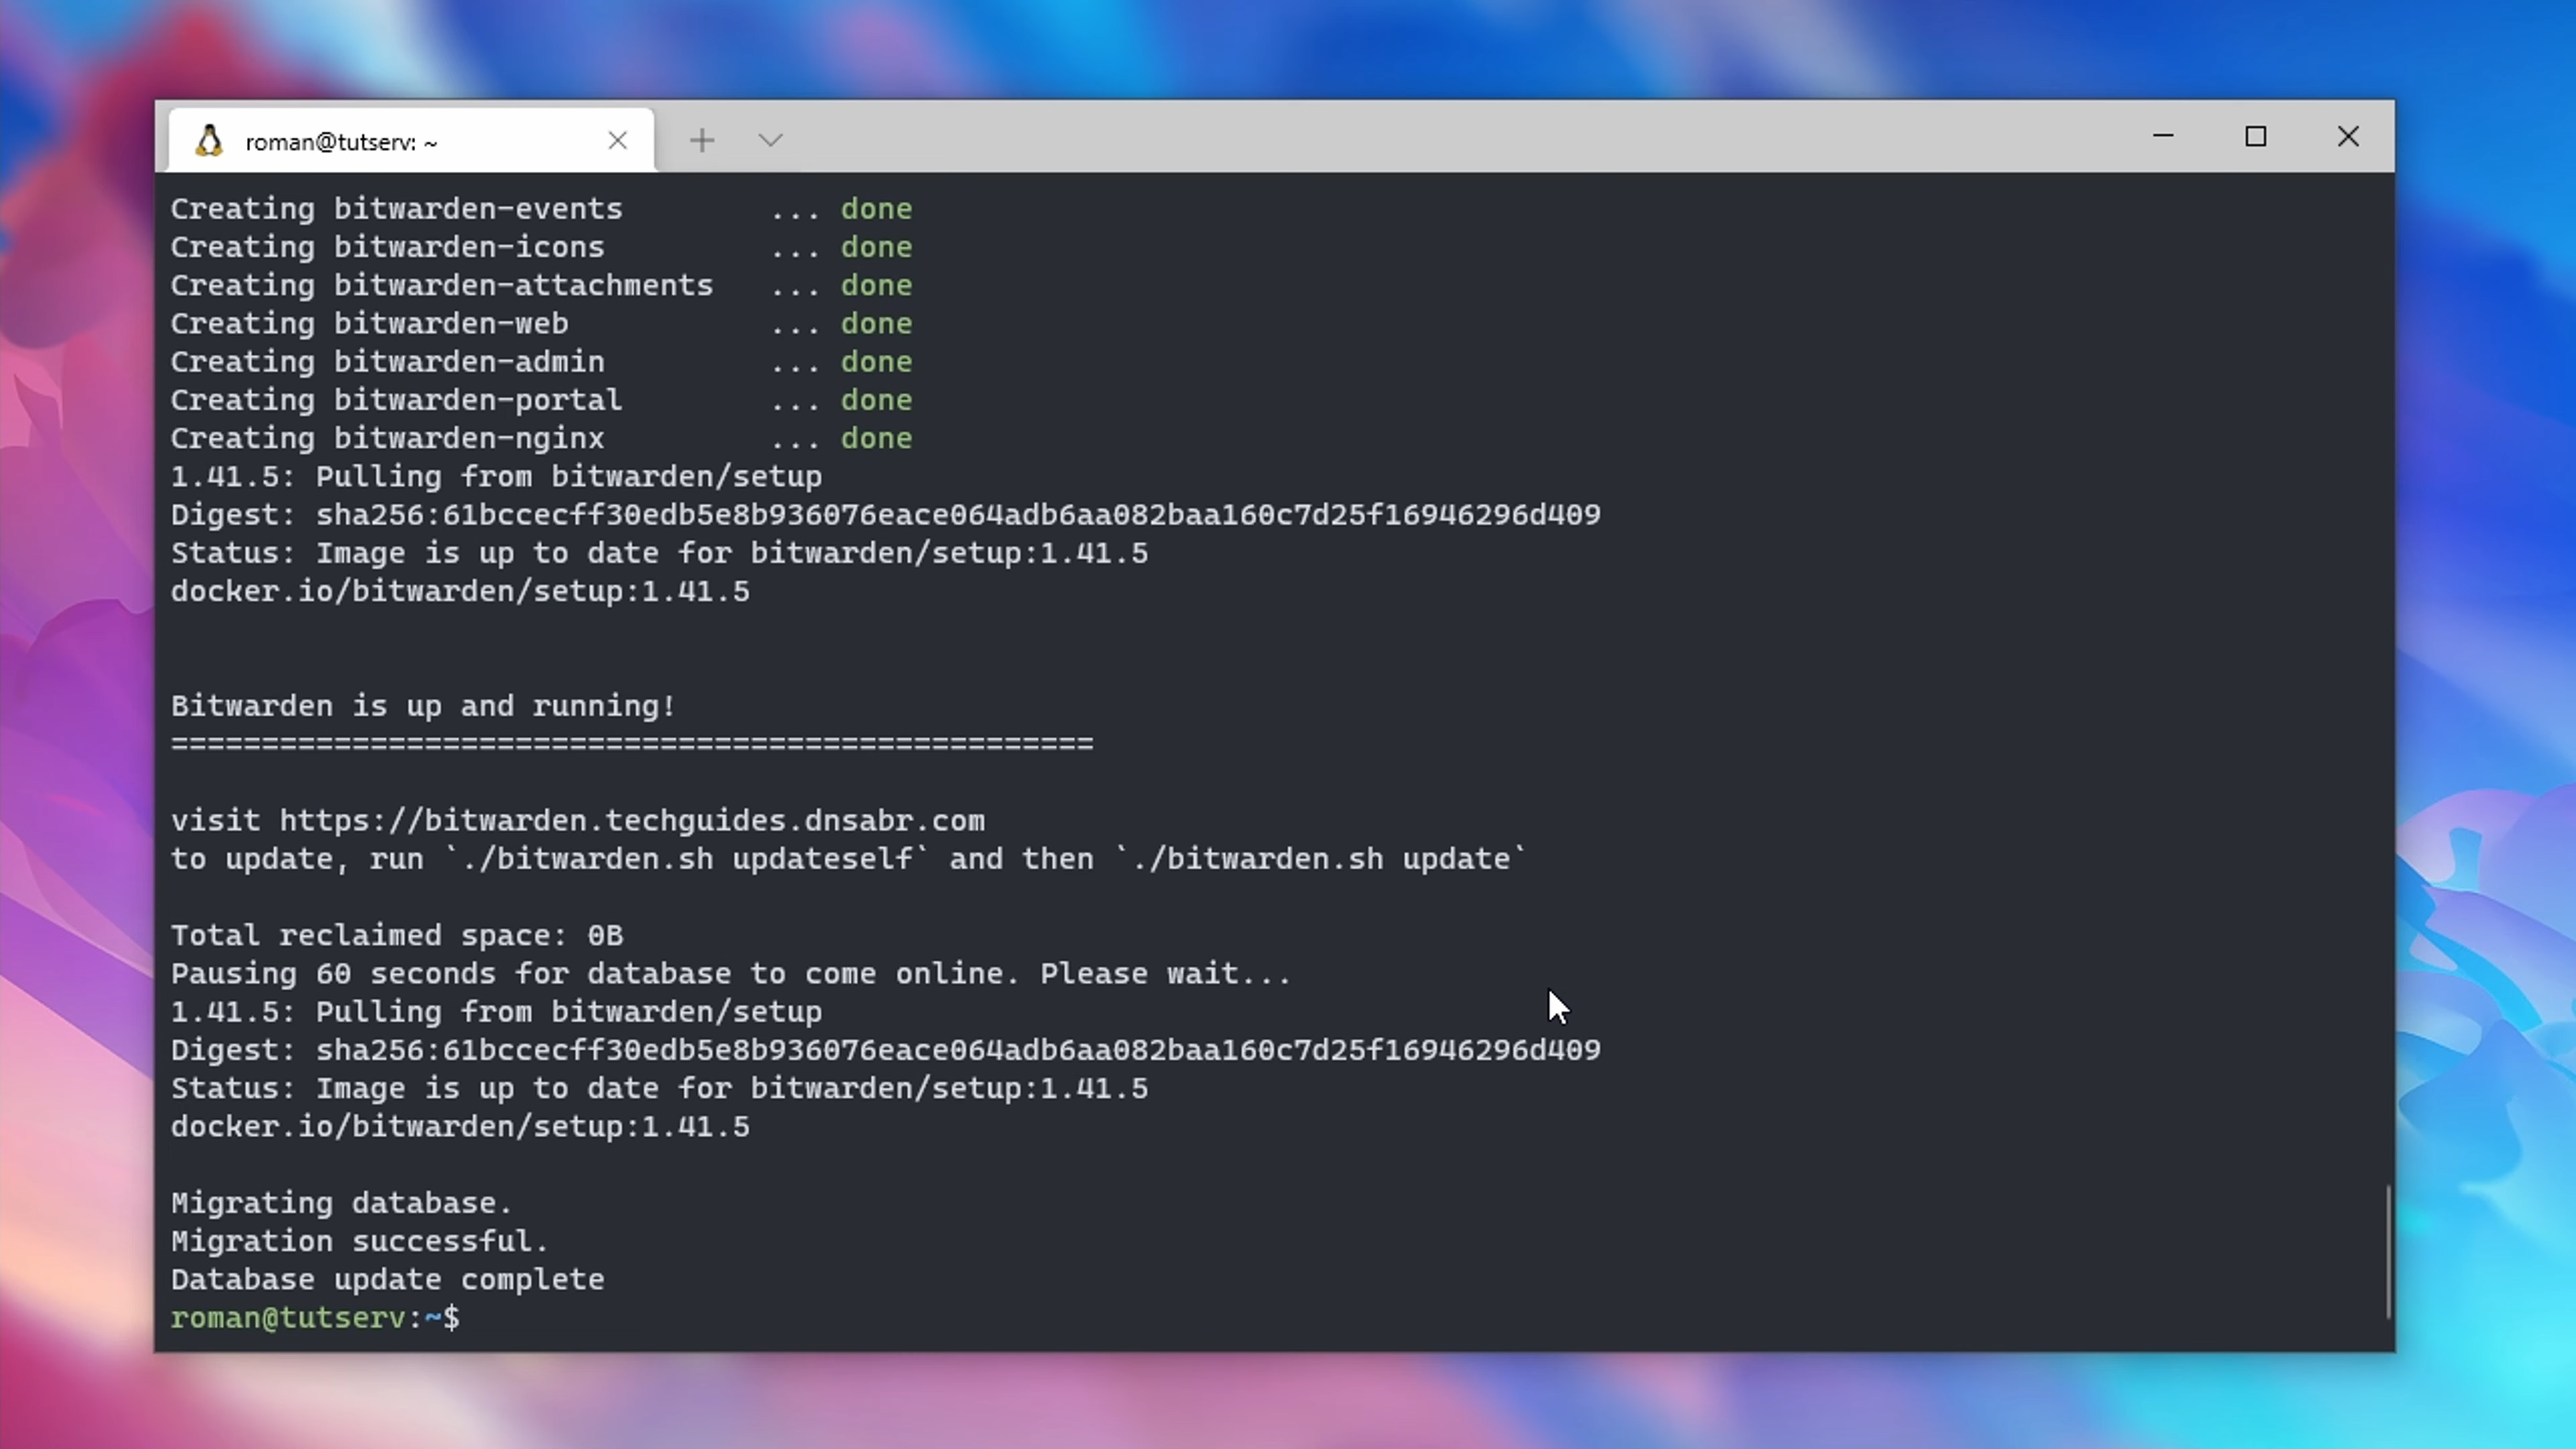 roman@tutserv: ~
Creating bitwarden-events ... done
Creating bitwarden-icons ... done
Creating bitwarden-attachments ... done
Creating bitwarden-web ... done
Creating bitwarden-admin ... done
Creating bitwarden-portal ... done
Creating bitwarden-nginx ... done
1.41.5: Pulling from bitwarden/setup
Digest: sha256:61bccecff30edb5e8b936076eace064adb6aa082baa160c7d25f16946296d409
Status: Image is up to date for bitwarden/setup:1.41.5
docker.io/bitwarden/setup:1.41.5
Bitwarden is up and running!
===================================================
visit https://bitwarden.techguides.dnsabr.com
to update, run `./bitwarden.sh updateself` and then `./bitwarden.sh update`
Total reclaimed space: 0B
Pausing 60 seconds for database to come online. Please wait...
1.41.5: Pulling from bitwarden/setup
Digest: sha256:61bccecff30edb5e8b936076eace064adb6aa082baa160c7d25f16946296d409
Status: Image is up to date for bitwarden/setup:1.41.5
docker.io/bitwarden/setup:1.41.5
Migrating database.
Migration successful.
Database update complete
roman@tutserv:~$